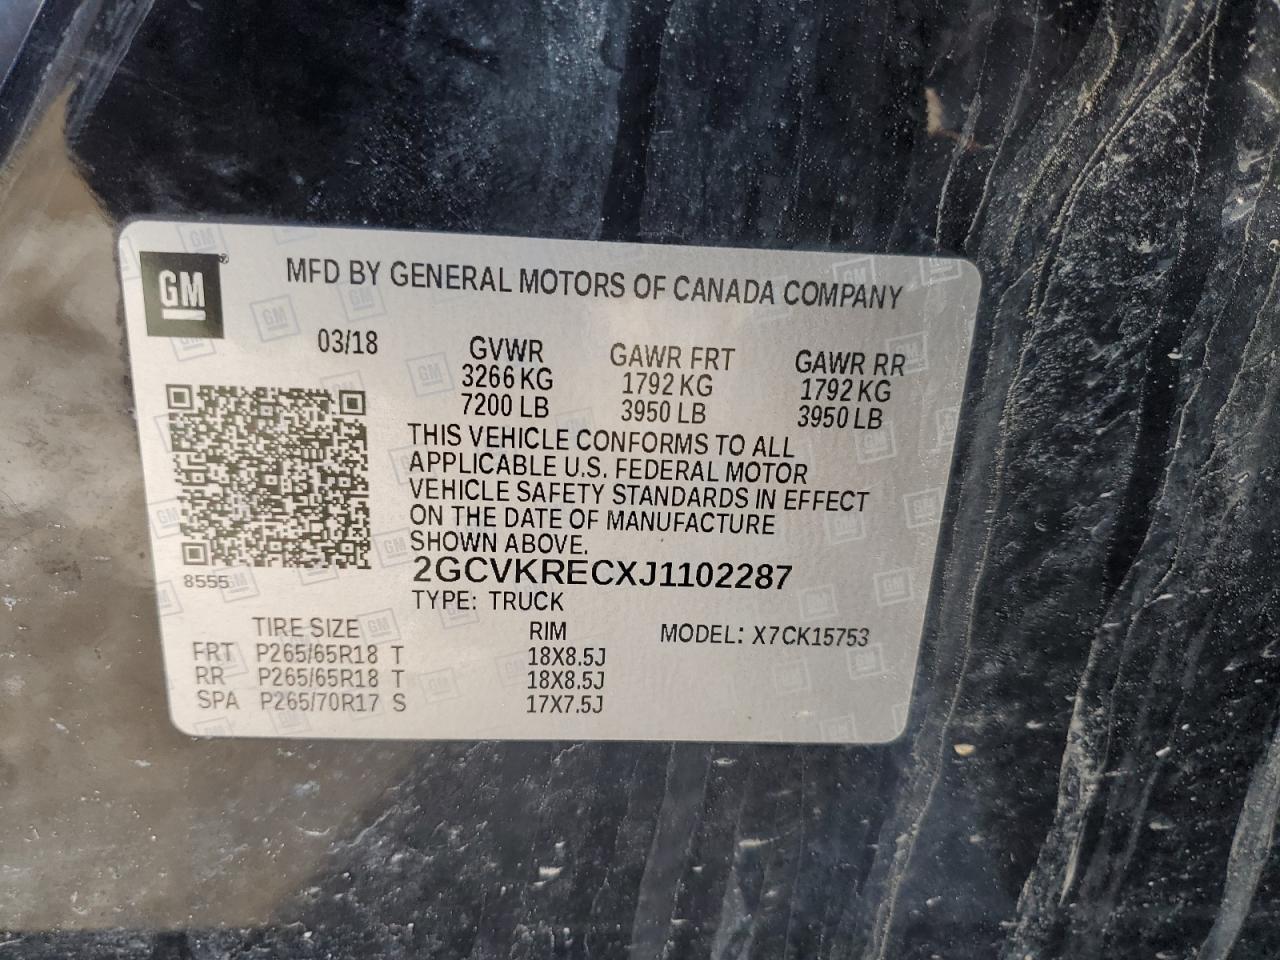 GM
MFD BY GENERAL MOTORS OF CANADA COMPANY
03/18
GVWR GAWR FRT GAWR RR
3266 KG 1792 KG 1792 KG
7200 LB 3950 LB 3950 LB
THIS VEHICLE CONFORMS TO ALL
APPLICABLE U.S. FEDERAL MOTOR
VEHICLE SAFETY STANDARDS IN EFFECT
ON THE DATE OF MANUFACTURE
SHOWN ABOVE.
8555
2GCVKRECXJ1102287
TYPE: TRUCK
TIRE SIZE RIM MODEL: X7CK15753
FRT P265/65R18 T 18X8.5J
RR P265/65R18 T 18X8.5J
SPA P265/70R17 S 17X7.5J